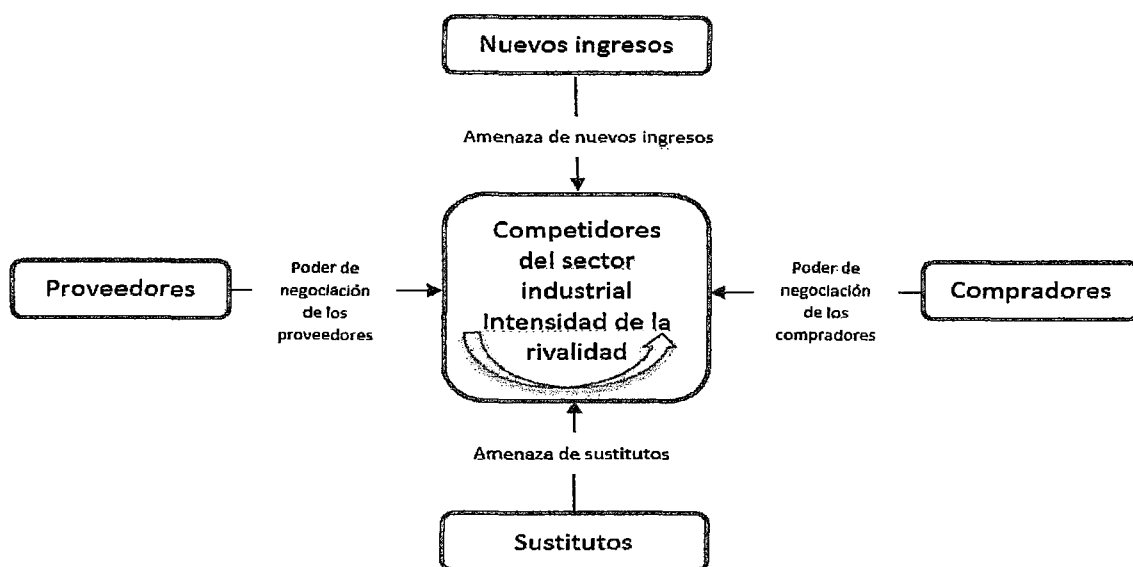 Nuevos ingresos
Amenaza de nuevos ingresos
Competidores
del sector
industrial
Intensidad de la
rivalidad
Proveedores
Poder de
negociación
de los
proveedores
Poder de
negociación
de los
compradores
Compradores
Amenaza de sustitutos
Sustitutos